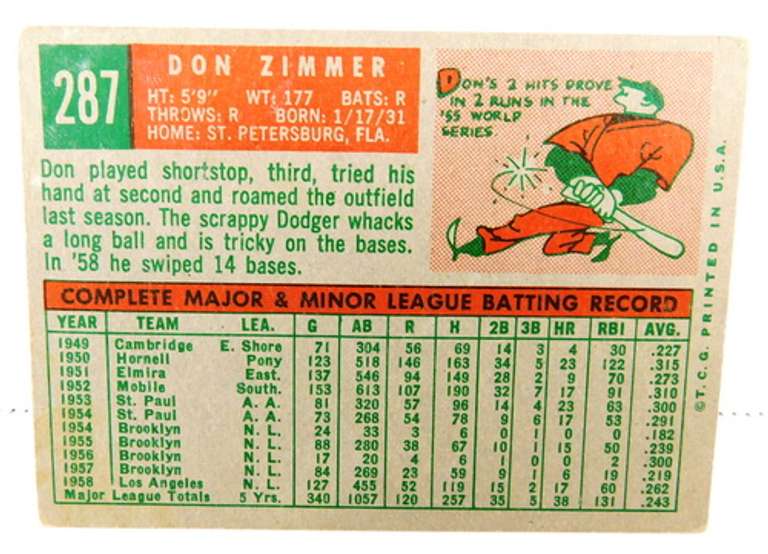 287
DON ZIMMER
HT: 5'9" WT: 177 BATS: R
THROWS: R BORN: 1/17/31
HOME: ST. PETERSBURG, FLA.
DON'S 2 HITS PROVE
IN 2 RUNS IN THE
'55 WORLD
SERIES.
Don played shortstop, third, tried his
hand at second and roamed the outfield
last season. The scrappy Dodger whacks
a long ball and is tricky on the bases.
In '58 he swiped 14 bases.
COMPLETE MAJOR & MINOR LEAGUE BATTING RECORD
YEAR TEAM LEA. G AB R H 2B 3B HR RBI AVG.
1949 Cambridge E. Shore 71 304 56 69 14 3 4 30 .227
1950 Hornell Pony 123 518 146 163 34 5 23 122 .315
1951 Elmira East. 137 546 94 149 28 2 9 70 .273
1952 Mobile South. 153 613 107 190 32 7 17 91 .310
1953 St. Paul A. A. 81 320 57 96 14 4 23 63 .300
1954 St. Paul A. A. 73 268 54 78 9 6 17 53 .291
1954 Brooklyn N. L. 24 33 3 6 0 1 0 0 .182
1955 Brooklyn N. L. 88 280 38 67 10 1 15 50 .239
1956 Brooklyn N. L. 17 20 4 6 1 0 0 2 .300
1957 Brooklyn N. L. 84 269 23 59 9 1 6 19 .219
1958 Los Angeles N. L. 127 455 52 119 15 2 17 60 .262
Major League Totals 5 Yrs. 340 1057 120 257 35 5 38 131 .243
© T. C. G. PRINTED IN U. S. A.